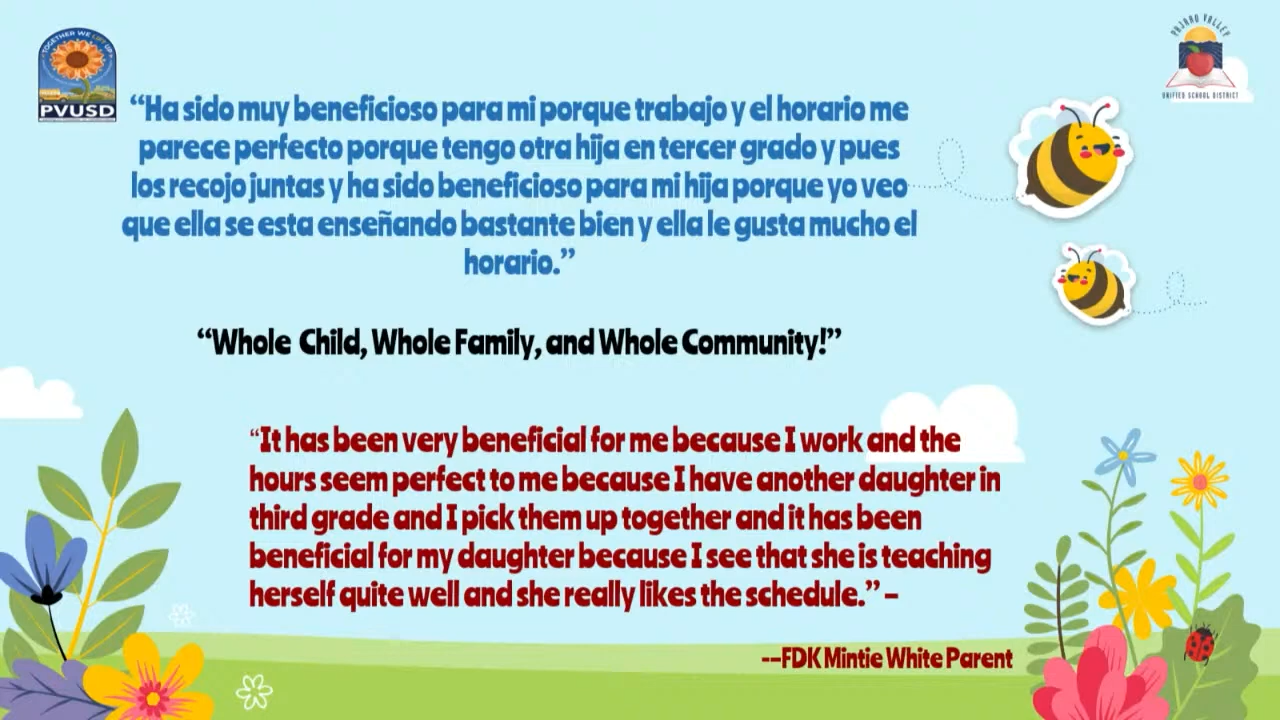 TOGETHER WE LIFT UP
PVUSD
PAJARO VALLEY
UNIFIED SCHOOL DISTRICT
“Ha sido muy beneficioso para mi porque trabajo y el horario me
parece perfecto porque tengo otra hija en tercer grado y pues
los recojo juntas y ha sido beneficioso para mi hija porque yo veo
que ella se esta enseñando bastante bien y ella le gusta mucho el
horario.”
“Whole Child, Whole Family, and Whole Community!”
“It has been very beneficial for me because I work and the
hours seem perfect to me because I have another daughter in
third grade and I pick them up together and it has been
beneficial for my daughter because I see that she is teaching
herself quite well and she really likes the schedule.” –
--FDK Mintie White Parent